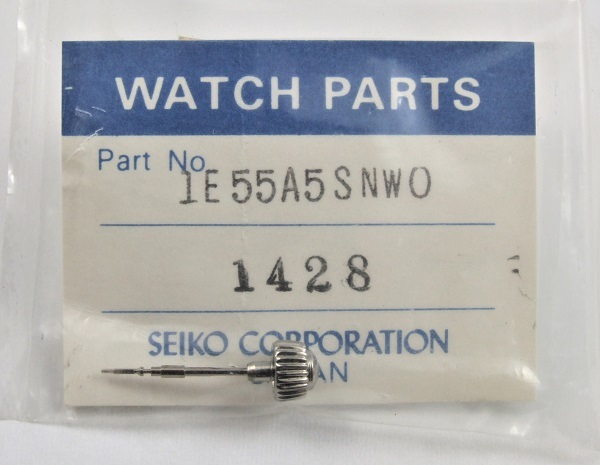 WATCH PARTS
Part No.
1E55A5SNW0
1428
SEIKO CORPORATION